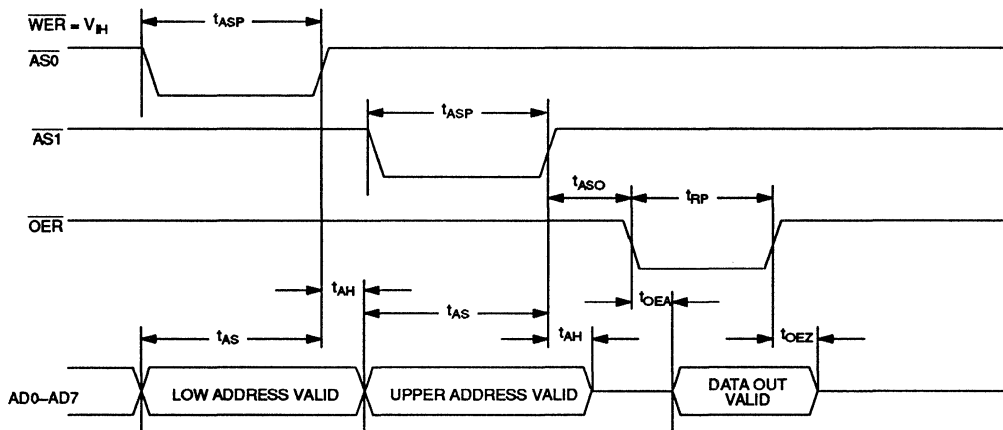 WER = VIH
tASP
AS0
tASP
AS1
tASO
tRP
OER
tAH
tOEA
tAS
tAS
tAH
tOEZ
AD0–AD7
LOW ADDRESS VALID
UPPER ADDRESS VALID
DATA OUT
VALID